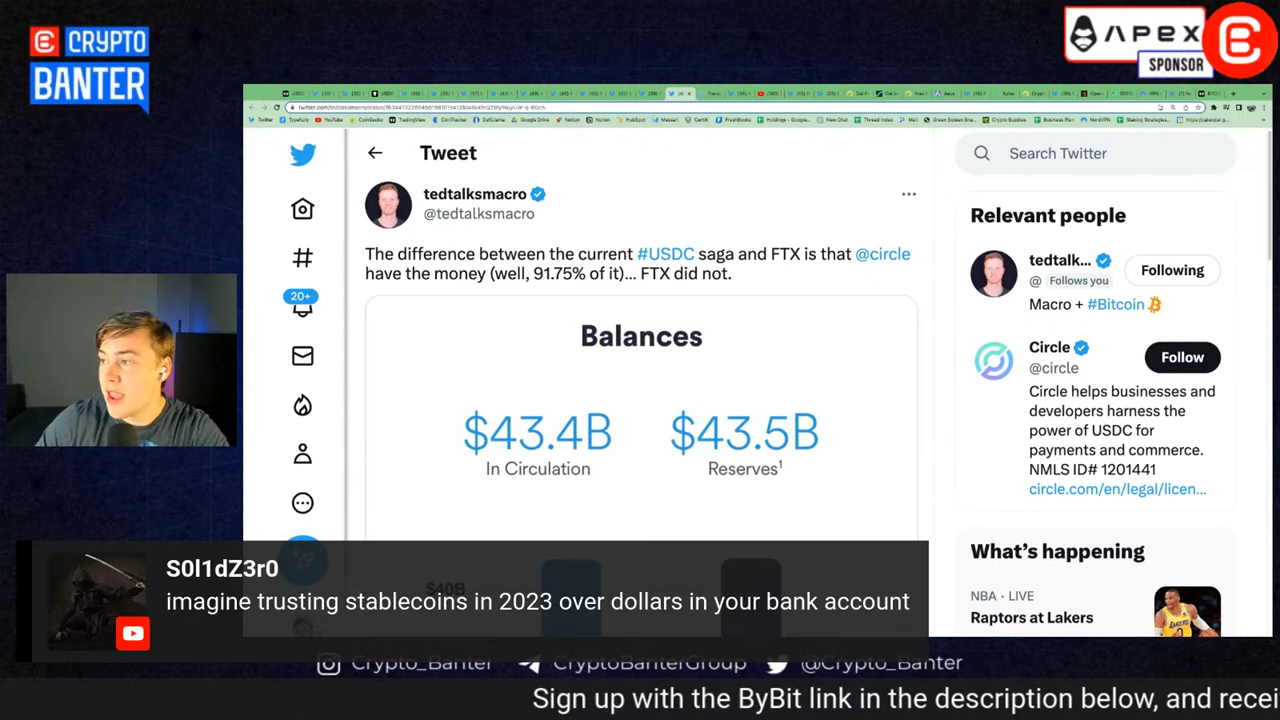 CRYPTO
BANTER
APEX
SPONSOR
Tweet
Search Twitter
tedtalksmacro
@tedtalksmacro
The difference between the current #USDC saga and FTX is that @circle
have the money (well, 91.75% of it)... FTX did not.
Balances
$43.4B
In Circulation
$43.5B
Reserves1
$40B
20+
Relevant people
tedtalk...
@ Follows you
Following
Macro + #Bitcoin
Circle
@circle
Follow
Circle helps businesses and
developers harness the
power of USDC for
payments and commerce.
NMLS ID# 1201441
circle.com/en/legal/licen...
What's happening
NBA · LIVE
Raptors at Lakers
S0l1dZ3r0
imagine trusting stablecoins in 2023 over dollars in your bank account
Crypto_Banter CryptoBanterGroup @Crypto_Banter
Sign up with the ByBit link in the description below, and recei